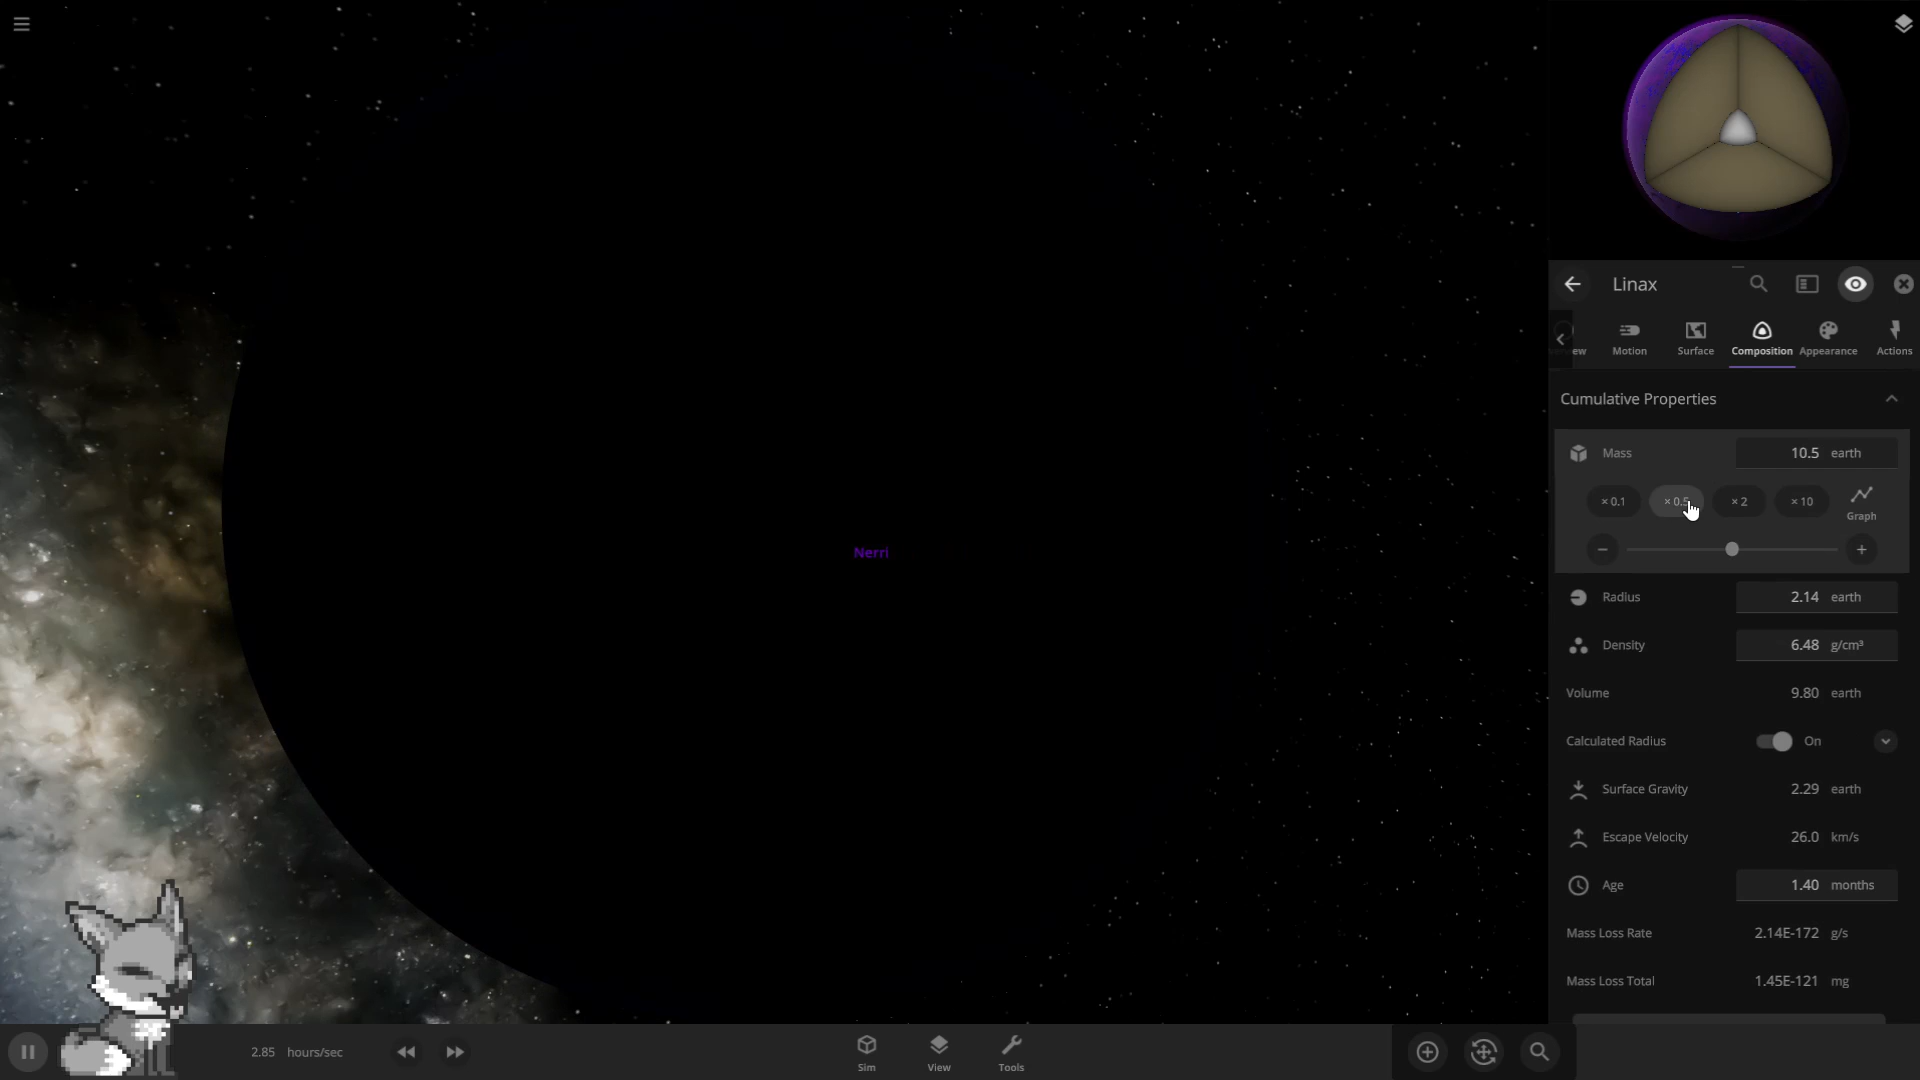 Linax
Motion
Surface
Composition
Appearance
Actions
Cumulative Properties
Mass 10.5 earth
× 0.1 × 0.5 × 2 × 10 Graph
Radius 2.14 earth
Density 6.48 g/cm³
Volume 9.80 earth
Calculated Radius On
Surface Gravity 2.29 earth
Escape Velocity 26.0 km/s
Age 1.40 months
Mass Loss Rate 2.14E-172 g/s
Mass Loss Total 1.45E-121 mg
Nerri
2.85 hours/sec
Sim View Tools